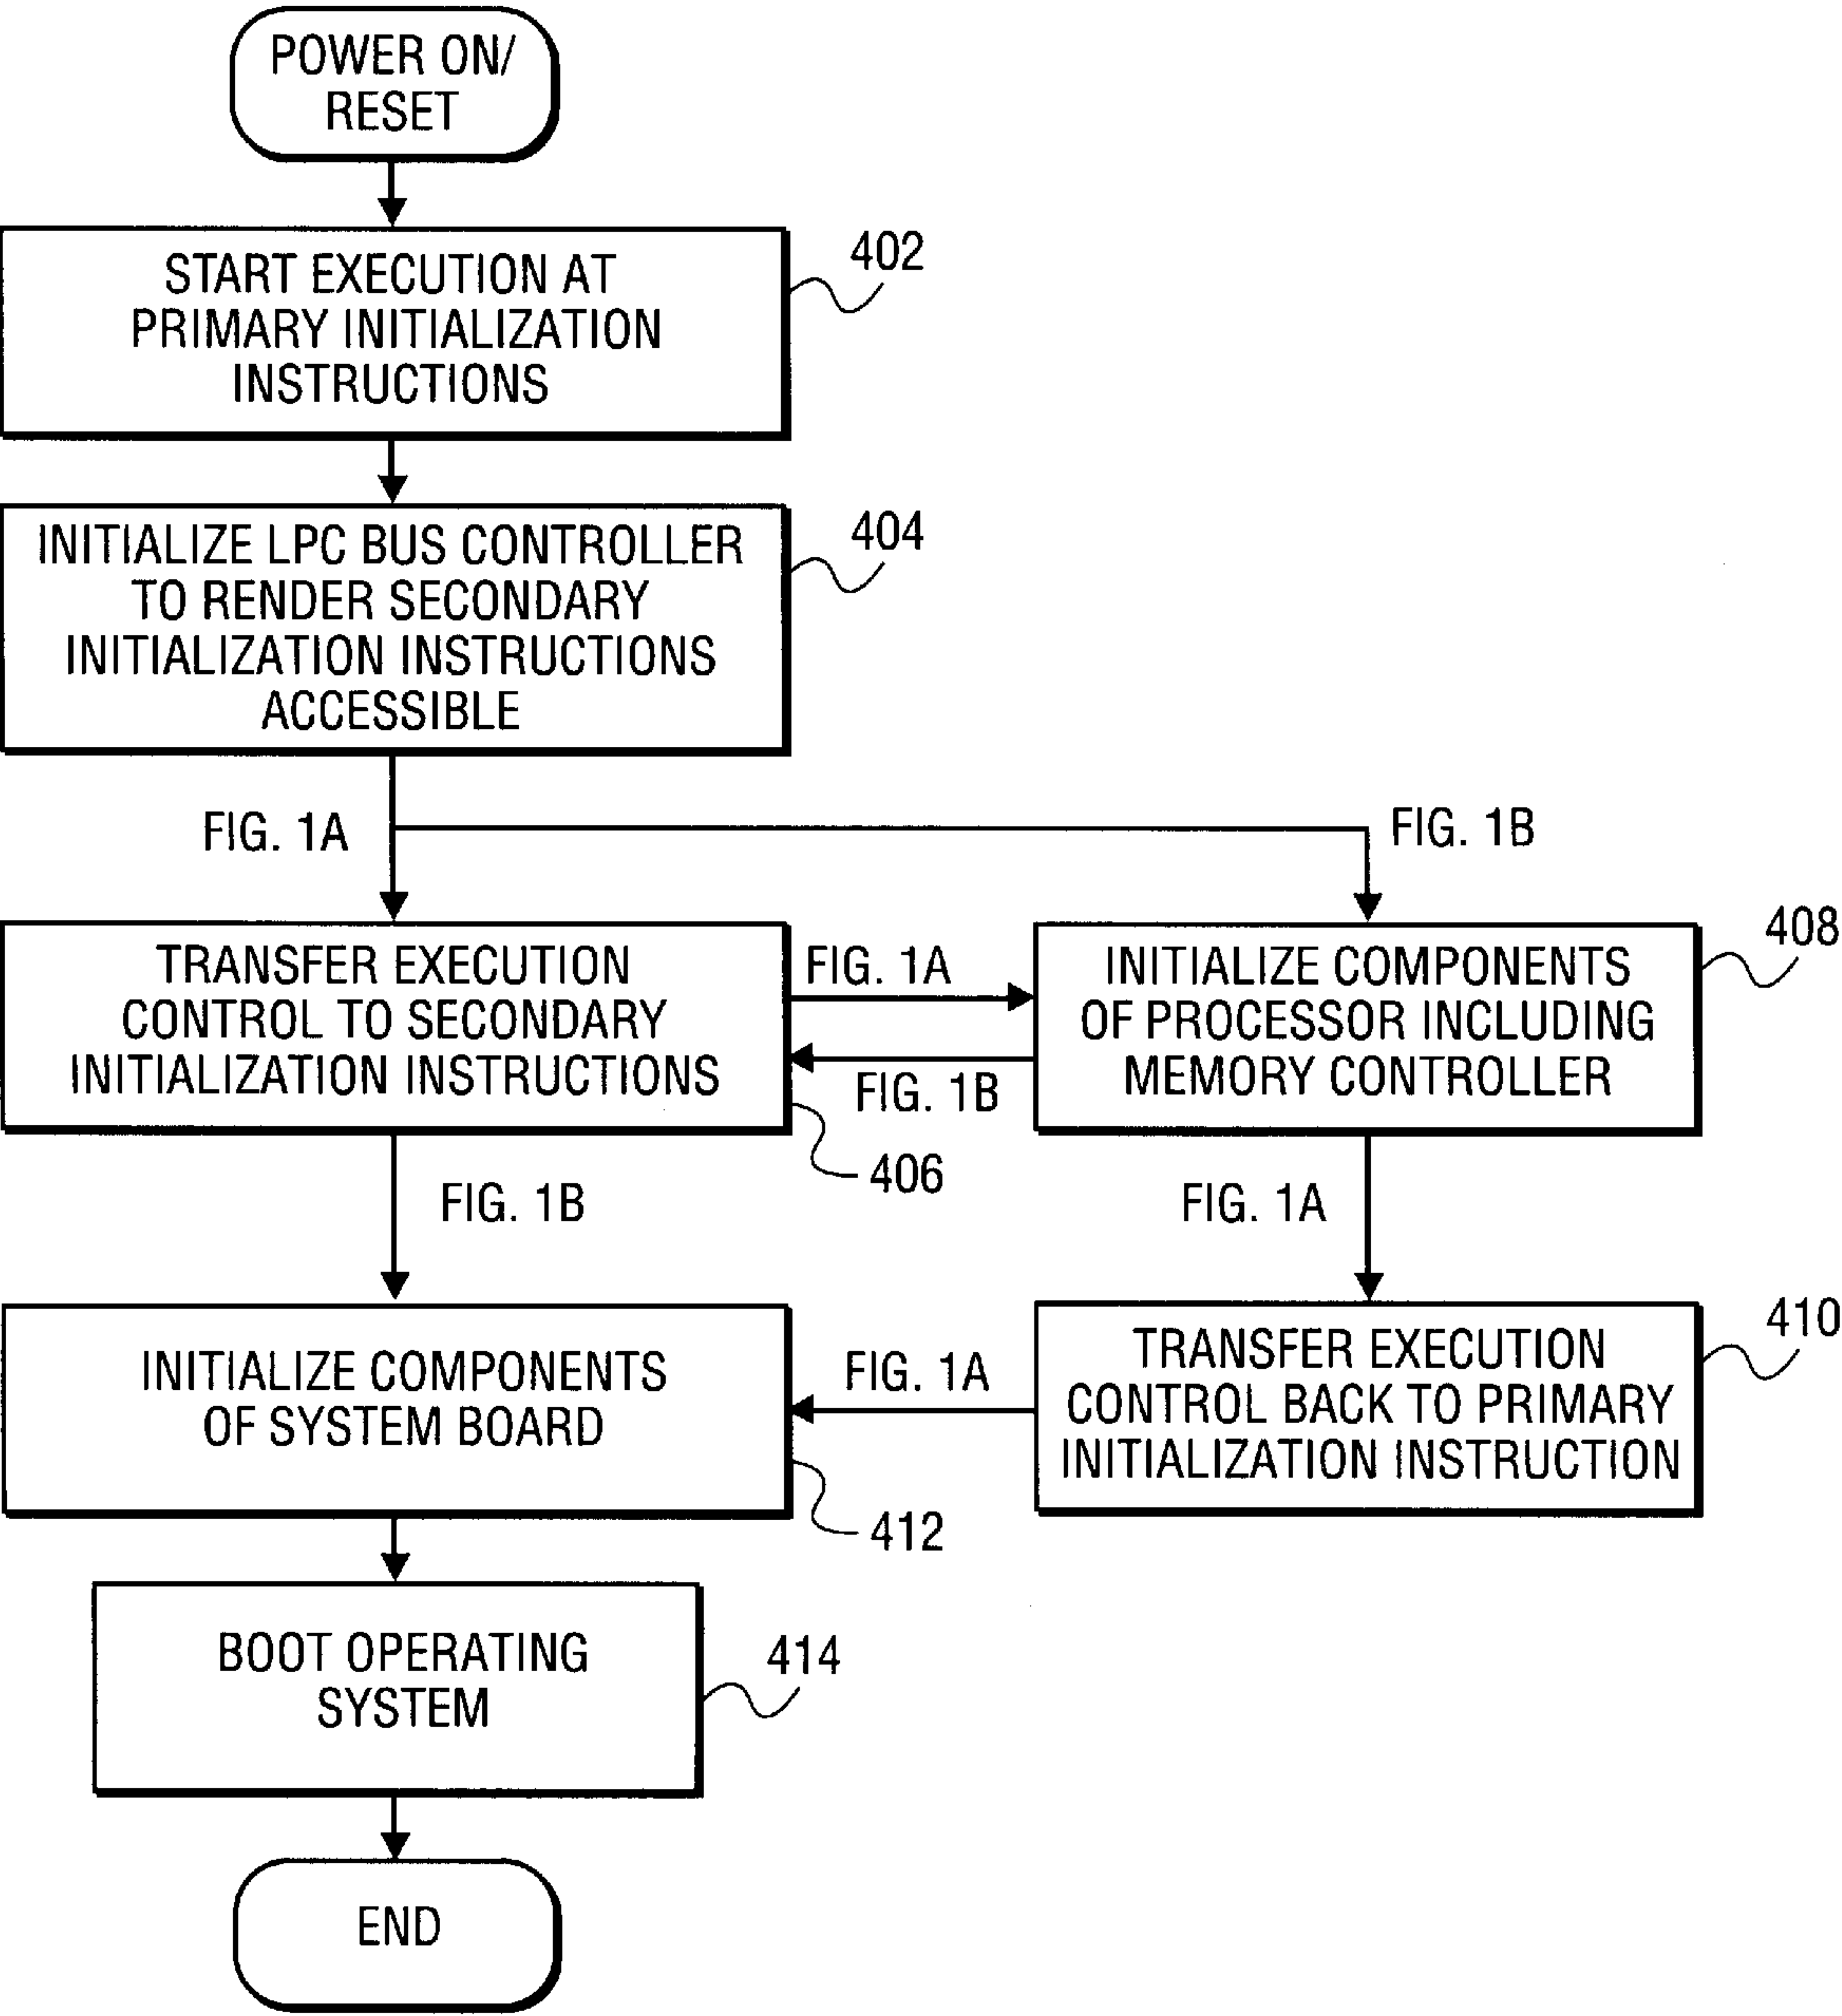 POWER ON/
RESET
START EXECUTION AT
PRIMARY INITIALIZATION
INSTRUCTIONS
402
INITIALIZE LPC BUS CONTROLLER
TO RENDER SECONDARY
INITIALIZATION INSTRUCTIONS
ACCESSIBLE
404
FIG. 1A
FIG. 1B
TRANSFER EXECUTION
CONTROL TO SECONDARY
INITIALIZATION INSTRUCTIONS
406
FIG. 1A
FIG. 1B
INITIALIZE COMPONENTS
OF PROCESSOR INCLUDING
MEMORY CONTROLLER
408
FIG. 1B
FIG. 1A
INITIALIZE COMPONENTS
OF SYSTEM BOARD
412
FIG. 1A
TRANSFER EXECUTION
CONTROL BACK TO PRIMARY
INITIALIZATION INSTRUCTION
410
BOOT OPERATING
SYSTEM
414
END